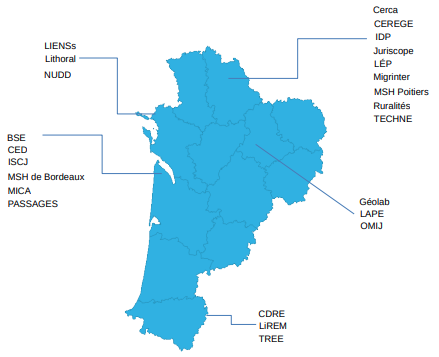 Cerca
CEREGE
IDP
Juriscope
LÉP
Migrinter
MSH Poitiers
Ruralités
TECHNE
LIENSs
Lithoral
NUDD
BSE
CED
ISCJ
MSH de Bordeaux
MICA
PASSAGES
Géolab
LAPE
OMIJ
CDRE
LiREM
TREE